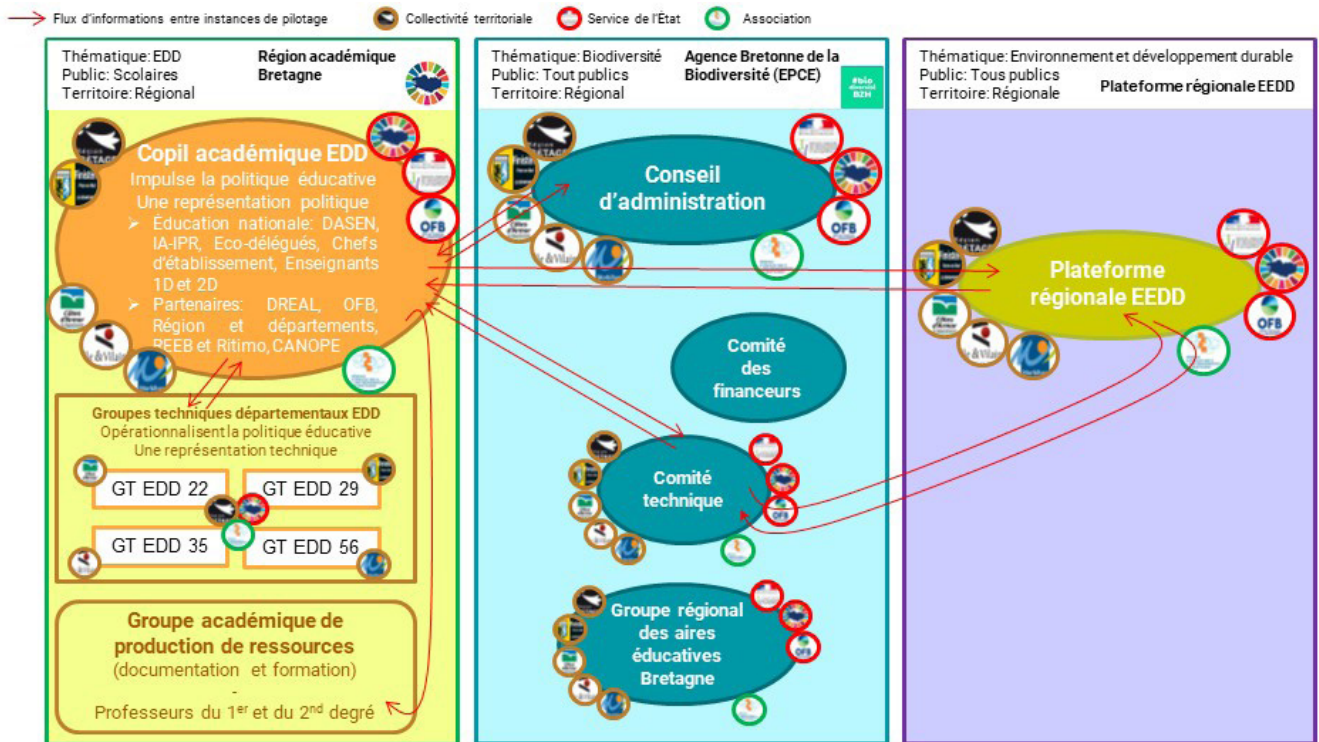 Flux d'informations entre instances de pilotage
Collectivité territoriale
Service de l'État
Association
Thématique: EDD
Public: Scolaires
Territoire: Régional
Région académique
Bretagne
Thématique: Biodiversité
Public: Tout publics
Territoire: Régional
Agence Bretonne de la
Biodiversité (EPCE)
#bio
diversité
BZH
Thématique: Environnement et développement durable
Public: Tous publics
Territoire: Régionale
Plateforme régionale EEDD
Copil académique EDD
Impulse la politique éducative
Une représentation politique
➢ Éducation nationale: DASEN,
IA-IPR, Eco-délégués, Chefs
d'établissement, Enseignants
1D et 2D
➢ Partenaires: DREAL, OFB,
Région et départements,
REEB et Ritimo, CANOPE
OFB
Groupes techniques départementaux EDD
Opérationnalisent la politique éducative
Une représentation technique
GT EDD 22
GT EDD 29
GT EDD 35
GT EDD 56
Groupe académique de
production de ressources
(documentation et formation)
-
Professeurs du 1er et du 2nd degré
Conseil
d'administration
OFB
Comité
des
financeurs
Comité
technique
OFB
Groupe régional
des aires
éducatives
Bretagne
OFB
Plateforme
régionale EEDD
OFB